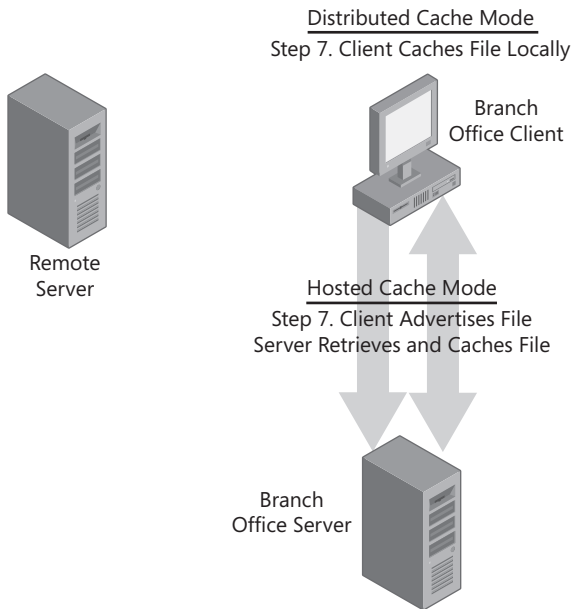 Distributed Cache Mode
Step 7. Client Caches File Locally
Branch
Office Client
Remote
Server
Hosted Cache Mode
Step 7. Client Advertises File
Server Retrieves and Caches File
Branch
Office Server